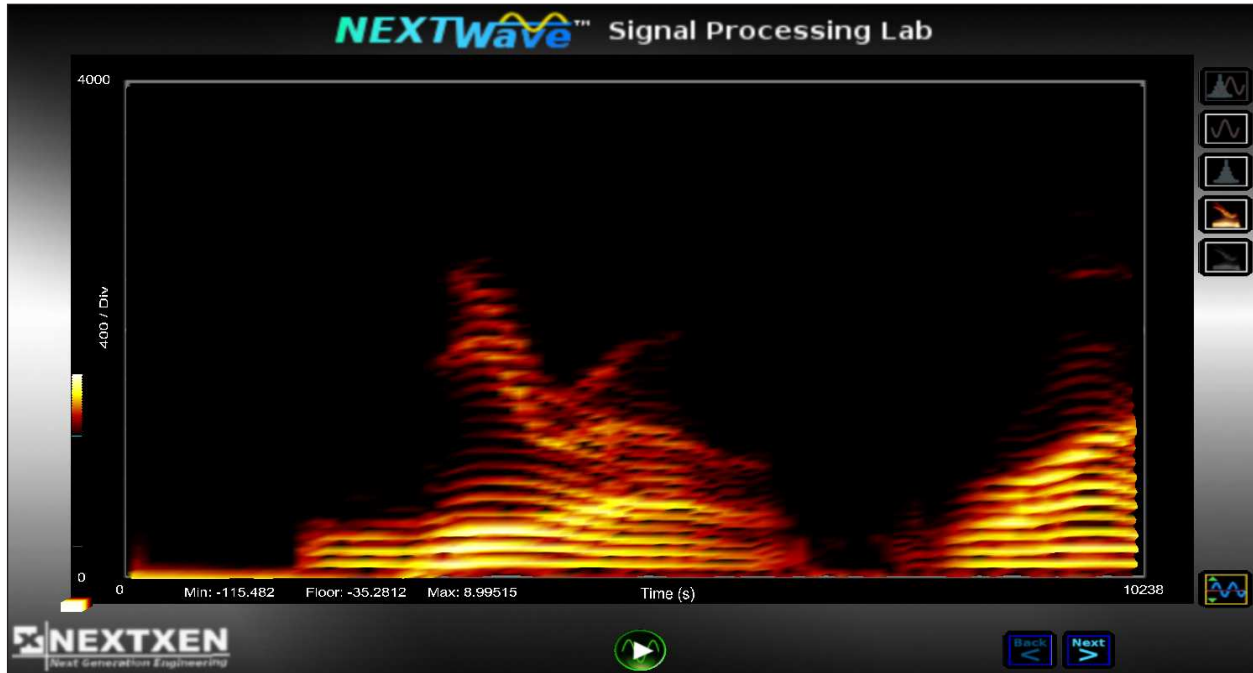 NEXTWave™ Signal Processing Lab
4000
400 / Div
0
0 Min: -115.482 Floor: -35.2812 Max: 8.99515 Time (s) 10238
NEXTXEN
Next Generation Engineering
Back Next
< >